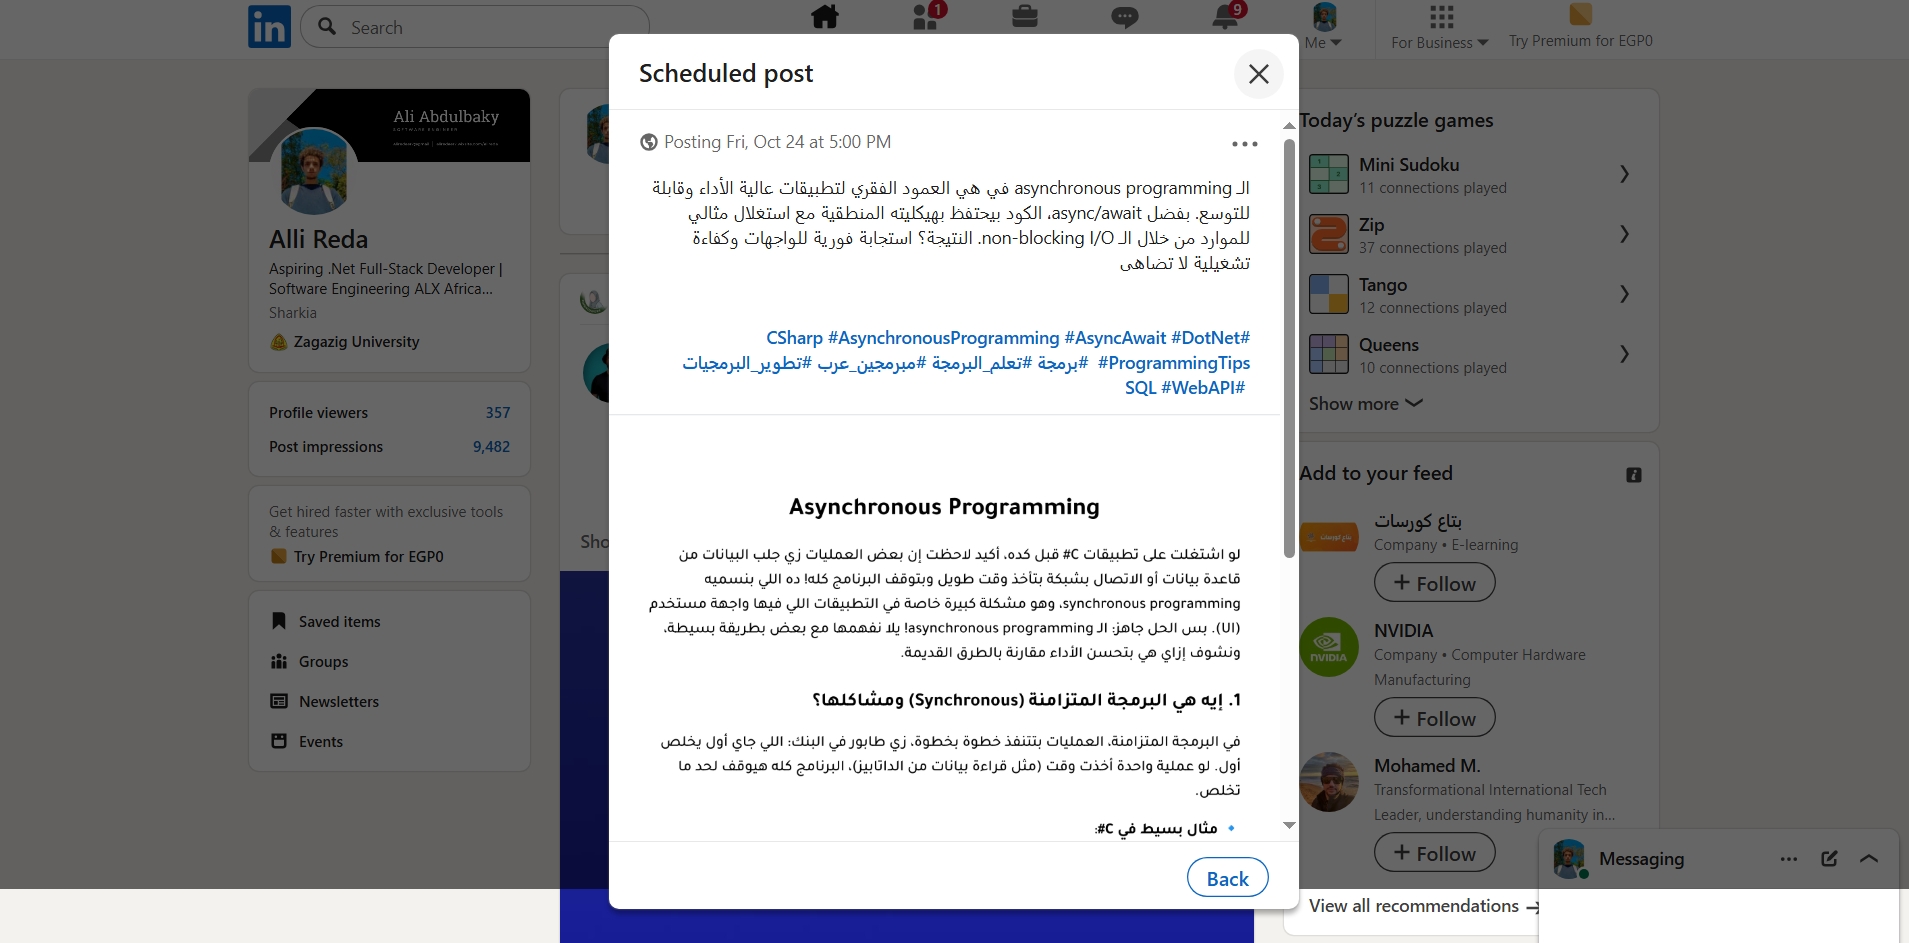 in
Search
1
9
Me
For Business
Try Premium for EGP0
Ali Abdulbaky
SOFTWARE ENGINEER
Alli Reda
Aspiring .Net Full-Stack Developer |
Software Engineering ALX Africa...
Sharkia
Zagazig University
Profile viewers 357
Post impressions 9,482
Get hired faster with exclusive tools
& features
Try Premium for EGP0
Saved items
Groups
Newsletters
Events
Sho
Scheduled post
Posting Fri, Oct 24 at 5:00 PM
الـ asynchronous programming في هي العمود الفقري لتطبيقات عالية الأداء وقابلة
للتوسع. بفضل async/await، الكود بيحتفظ بهيكليته المنطقية مع استغلال مثالي
للموارد من خلال الـ non-blocking I/O. النتيجة؟ استجابة فورية للواجهات وكفاءة
تشغيلية لا تضاهى
CSharp #AsynchronousProgramming #AsyncAwait #DotNet#
#ProgrammingTips #برمجة #تعلم_البرمجة #مبرمجين_عرب #تطوير_البرمجيات
SQL #WebAPI#
Asynchronous Programming
لو اشتغلت على تطبيقات C# قبل كده، أكيد لاحظت إن بعض العمليات زي جلب البيانات من
قاعدة بيانات أو الاتصال بشبكة بتأخذ وقت طويل وبتوقف البرنامج كله! ده اللي بنسميه
synchronous programming، وهو مشكلة كبيرة خاصة في التطبيقات اللي فيها واجهة مستخدم
(UI). بس الحل جاهز: الـ asynchronous programming! يلا نفهمها مع بعض بطريقة بسيطة،
ونشوف إزاي هي بتحسن الأداء مقارنة بالطرق القديمة.
1. إيه هي البرمجة المتزامنة (Synchronous) ومشاكلها؟
في البرمجة المتزامنة، العمليات بتتنفذ خطوة بخطوة، زي طابور في البنك: اللي جاي أول يخلص
أول. لو عملية واحدة أخذت وقت (مثل قراءة بيانات من الداتابيز)، البرنامج كله هيوقف لحد ما
تخلص.
مثال بسيط في C#:
Back
Today's puzzle games
Mini Sudoku
11 connections played
Zip
37 connections played
Tango
12 connections played
Queens
10 connections played
Show more
Add to your feed
بتاع كورسات
بتاع كورسات
Company • E-learning
+ Follow
NVIDIA
NVIDIA
Company • Computer Hardware
Manufacturing
+ Follow
Mohamed M.
Transformational International Tech
Leader, understanding humanity in...
+ Follow
View all recommendations →
Messaging